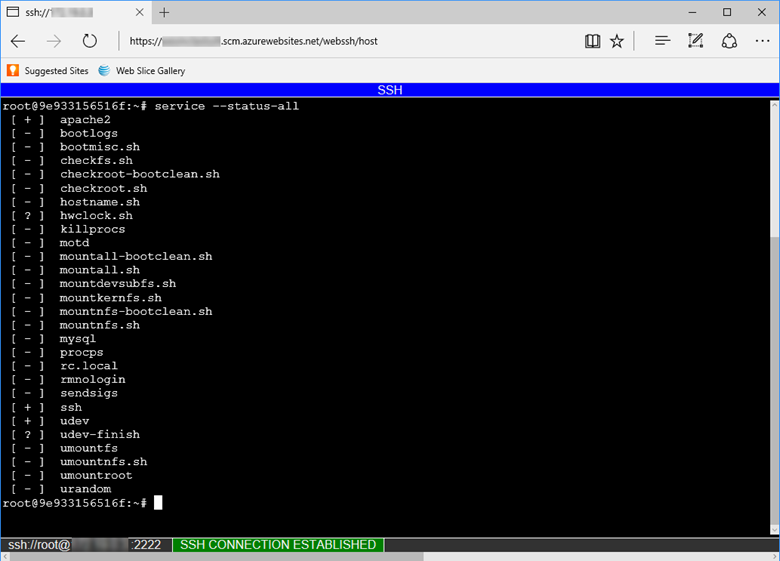 ssh://
https:// .scm.azurewebsites.net/webssh/host
Suggested Sites Web Slice Gallery
SSH
root@9e933156516f:~# service --status-all
[ + ] apache2
[ - ] bootlogs
[ - ] bootmisc.sh
[ - ] checkfs.sh
[ - ] checkroot-bootclean.sh
[ - ] checkroot.sh
[ - ] hostname.sh
[ ? ] hwclock.sh
[ - ] killprocs
[ - ] motd
[ - ] mountall-bootclean.sh
[ - ] mountall.sh
[ - ] mountdevsubfs.sh
[ - ] mountkernfs.sh
[ - ] mountnfs-bootclean.sh
[ - ] mountnfs.sh
[ - ] mysql
[ - ] procps
[ - ] rc.local
[ - ] rmnologin
[ - ] sendsigs
[ + ] ssh
[ + ] udev
[ ? ] udev-finish
[ - ] umountfs
[ - ] umountnfs.sh
[ - ] umountroot
[ - ] urandom
root@9e933156516f:~#
ssh://root@ :2222 SSH CONNECTION ESTABLISHED